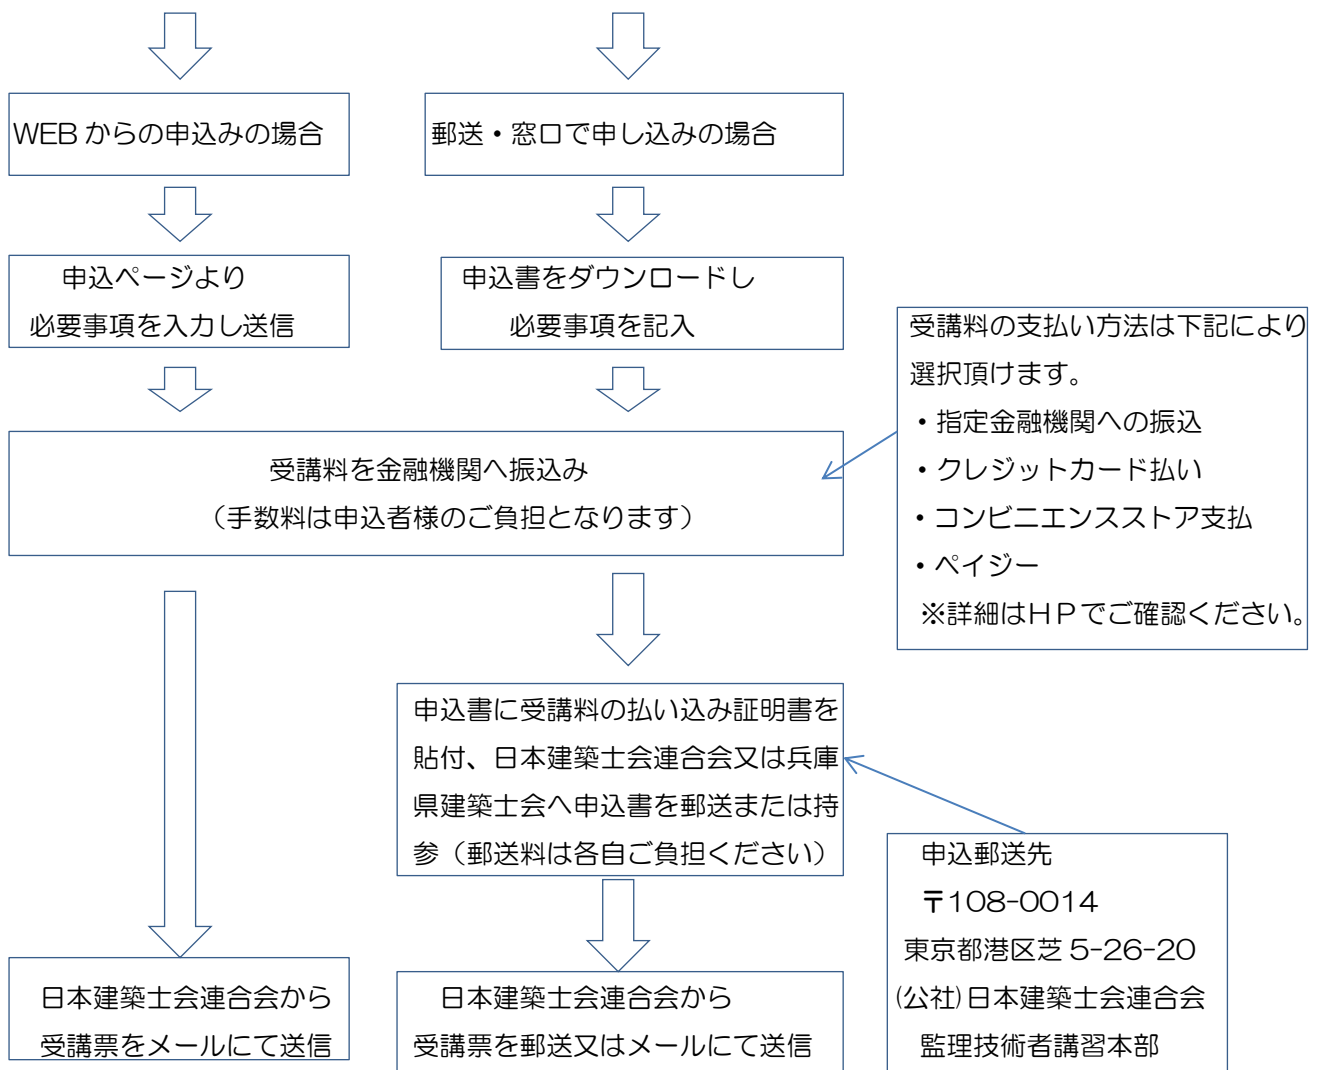 WEB からの申込みの場合
郵送・窓口で申し込みの場合
申込ページより
必要事項を入力し送信
申込書をダウンロードし
必要事項を記入
受講料の支払い方法は下記により
選択頂けます。
・指定金融機関への振込
・クレジットカード払い
・コンビニエンスストア支払
・ペイジー
※詳細はＨＰでご確認ください。
受講料を金融機関へ振込み
（手数料は申込者様のご負担となります）
申込書に受講料の払い込み証明書を
貼付、日本建築士会連合会又は兵庫
県建築士会へ申込書を郵送または持
参（郵送料は各自ご負担ください）
申込郵送先
〒108-0014
東京都港区芝 5-26-20
(公社)日本建築士会連合会
監理技術者講習本部
日本建築士会連合会から
受講票をメールにて送信
日本建築士会連合会から
受講票を郵送又はメールにて送信